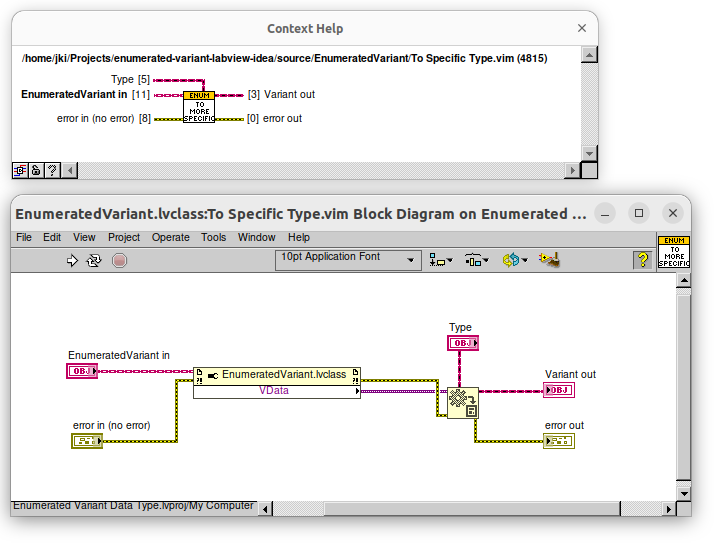 Context Help
/home/jki/Projects/enumerated-variant-labview-idea/source/EnumeratedVariant/To Specific Type.vim (4815)
Type [5]
EnumeratedVariant in [11]
ENUM
TO
MORE
SPECIFIC
[3] Variant out
error in (no error) [8]
[0] error out
EnumeratedVariant.lvclass:To Specific Type.vim Block Diagram on Enumerated ...
File Edit View Project Operate Tools Window Help
10pt Application Font
ENUM
TO
MORE
SPECIFIC
Type
OBJ
EnumeratedVariant in
OBJ
EnumeratedVariant.lvclass
VData
Variant out
OBJ
error in (no error)
error out
Enumerated Variant Data Type.lvproj/My Computer